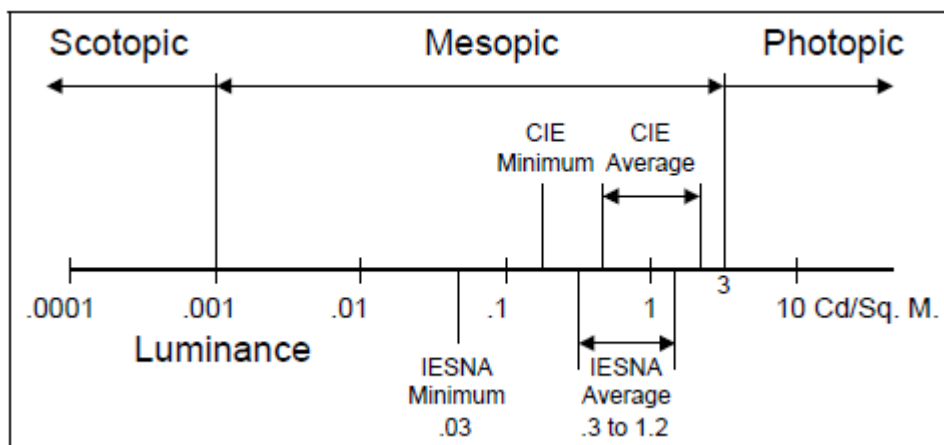 Scotopic Mesopic Photopic
CIE CIE
Minimum Average
3
.0001 .001 .01 .1 1 10 Cd/Sq. M.
Luminance
IESNA IESNA
Minimum Average
.03 .3 to 1.2